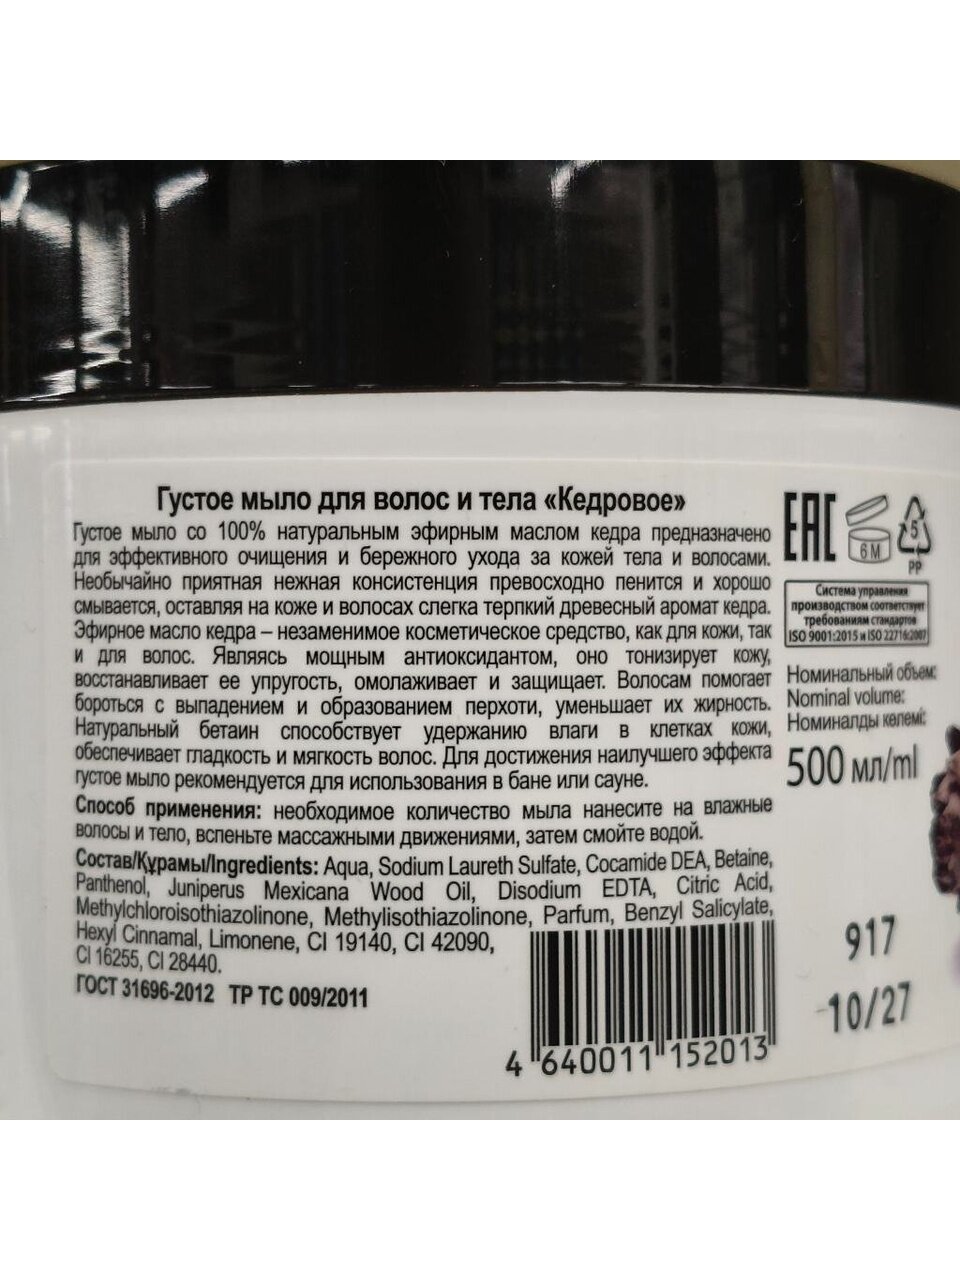 Густое мыло для волос и тела «Кедровое»
Густое мыло со 100% натуральным эфирным маслом кедра предназначено
для эффективного очищения и бережного ухода за кожей тела и волосами.
Необычайно приятная нежная консистенция превосходно пенится и хорошо
смывается, оставляя на коже и волосах слегка терпкий древесный аромат кедра.
Эфирное масло кедра – незаменимое косметическое средство, как для кожи, так
и для волос. Являясь мощным антиоксидантом, оно тонизирует кожу,
восстанавливает ее упругость, омолаживает и защищает. Волосам помогает
бороться с выпадением и образованием перхоти, уменьшает их жирность.
Натуральный бетаин способствует удержанию влаги в клетках кожи,
обеспечивает гладкость и мягкость волос. Для достижения наилучшего эффекта
густое мыло рекомендуется для использования в бане или сауне.
Способ применения: необходимое количество мыла нанесите на влажные
волосы и тело, вспеньте массажными движениями, затем смойте водой.
Состав/Құрамы/Ingredients: Aqua, Sodium Laureth Sulfate, Cocamide DEA, Betaine,
Panthenol, Juniperus Mexicana Wood Oil, Disodium EDTA, Citric Acid,
Methylchloroisothiazolinone, Methylisothiazolinone, Parfum, Benzyl Salicylate,
Hexyl Cinnamal, Limonene, CI 19140, CI 42090,
CI 16255, CI 28440.
ГОСТ 31696-2012 ТР ТС 009/2011
4 640011 152013
EAC
6 M
5
PP
Система управления
производством соответствует
требованиям стандартов
ISO 9001:2015 и ISO 22716:2007
Номинальный объем:
Nominal volume:
Номиналды көлемі:
500 мл/ml
917
10/27